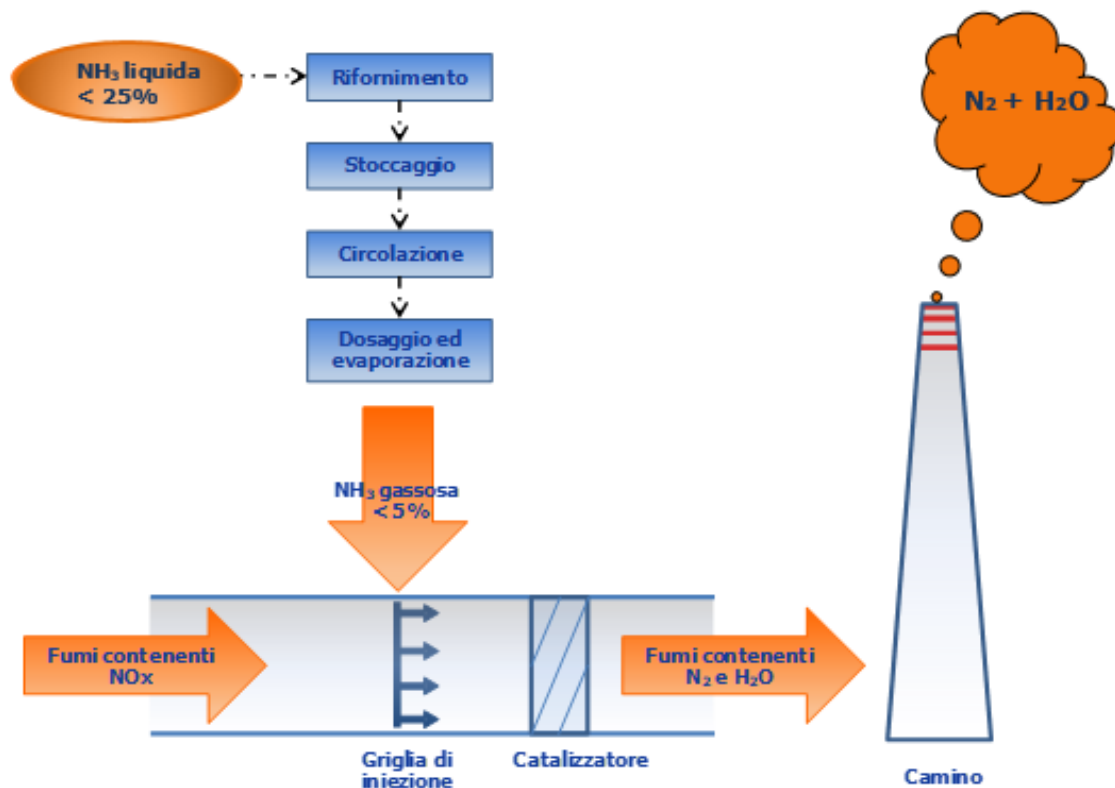 NH₃ liquida
< 25%
Rifornimento
Stoccaggio
Circolazione
Dosaggio ed
evaporazione
NH₃ gassosa
<5%
N₂ + H₂O
Fumi contenenti
NOx
Fumi contenenti
N₂ e H₂O
Griglia di
iniezione
Catalizzatore
Camino